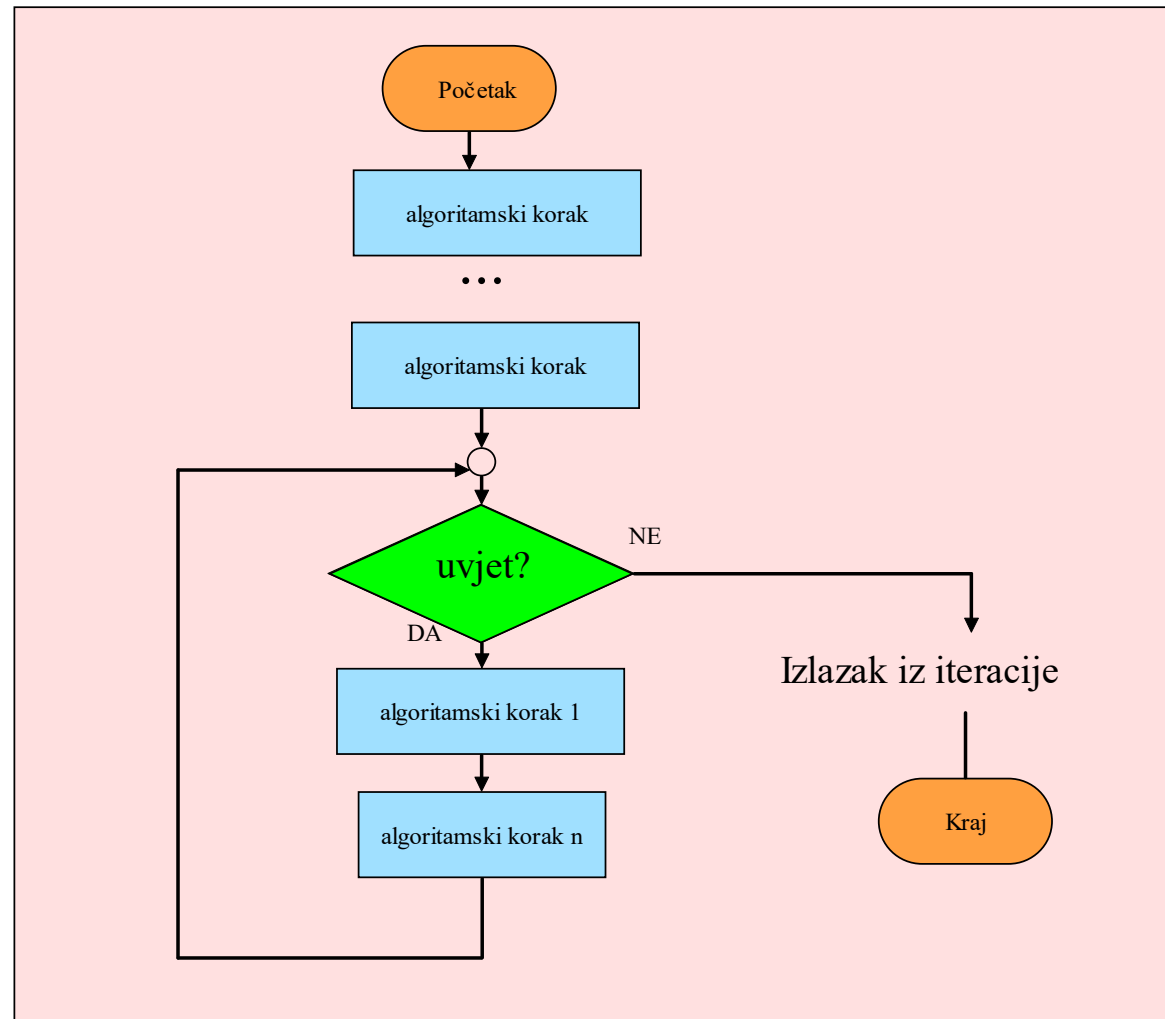 Početak
algoritamski korak
...
algoritamski korak
uvjet?
NE
DA
algoritamski korak 1
Izlazak iz iteracije
algoritamski korak n
Kraj